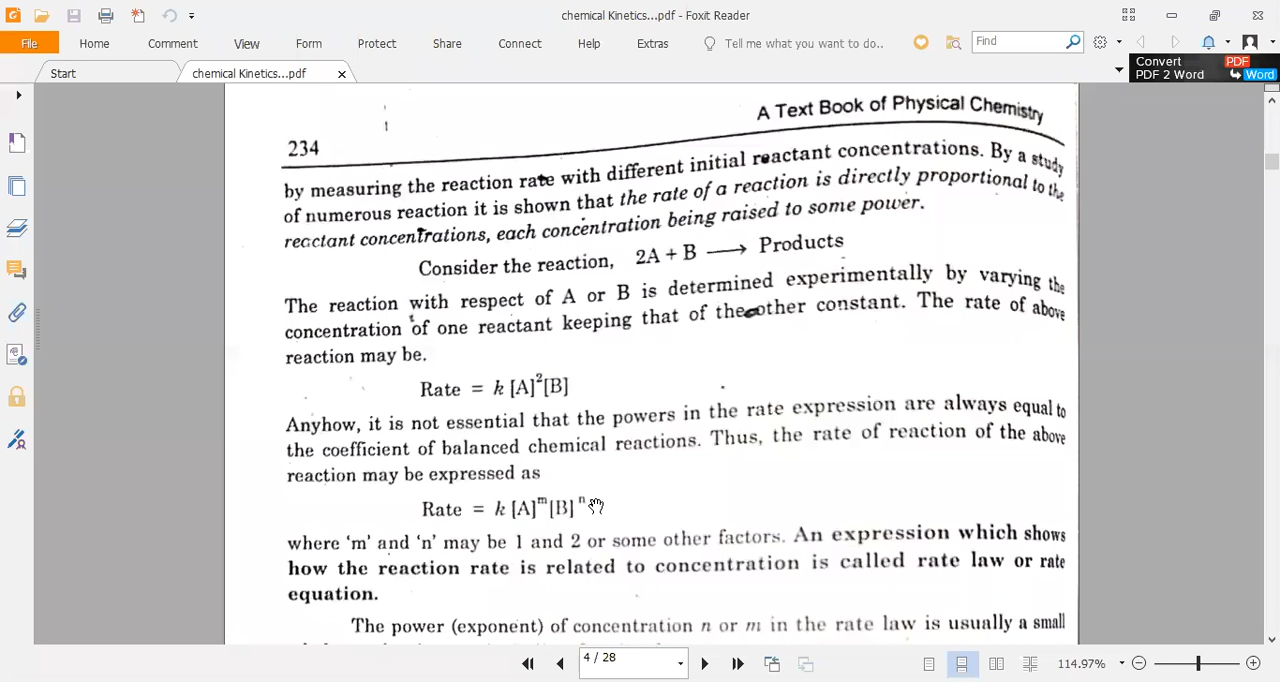 chemical Kinetics...pdf - Foxit Reader
File Home Comment View Form Protect Share Connect Help Extras Tell me what you want to do.. Find
Start chemical Kinetics...pdf
Convert PDF
PDF 2 Word Word
A Text Book of Physical Chemistry
234
by measuring the reaction rate with different initial reactant concentrations. By a study
of numerous reaction it is shown that the rate of a reaction is directly proportional to the
reactant concentrations, each concentration being raised to some power.
Consider the reaction, 2A + B ⟶ Products
The reaction with respect of A or B is determined experimentally by varying the
concentration of one reactant keeping that of the other constant. The rate of above
reaction may be.
Rate = k [A]²[B]
Anyhow, it is not essential that the powers in the rate expression are always equal to
the coefficient of balanced chemical reactions. Thus, the rate of reaction of the above
reaction may be expressed as
Rate = k [A]ᵐ[B]ⁿ
where 'm' and 'n' may be 1 and 2 or some other factors. An expression which shows
how the reaction rate is related to concentration is called rate law or rate
equation.
The power (exponent) of concentration n or m in the rate law is usually a small
4 / 28
114.97%